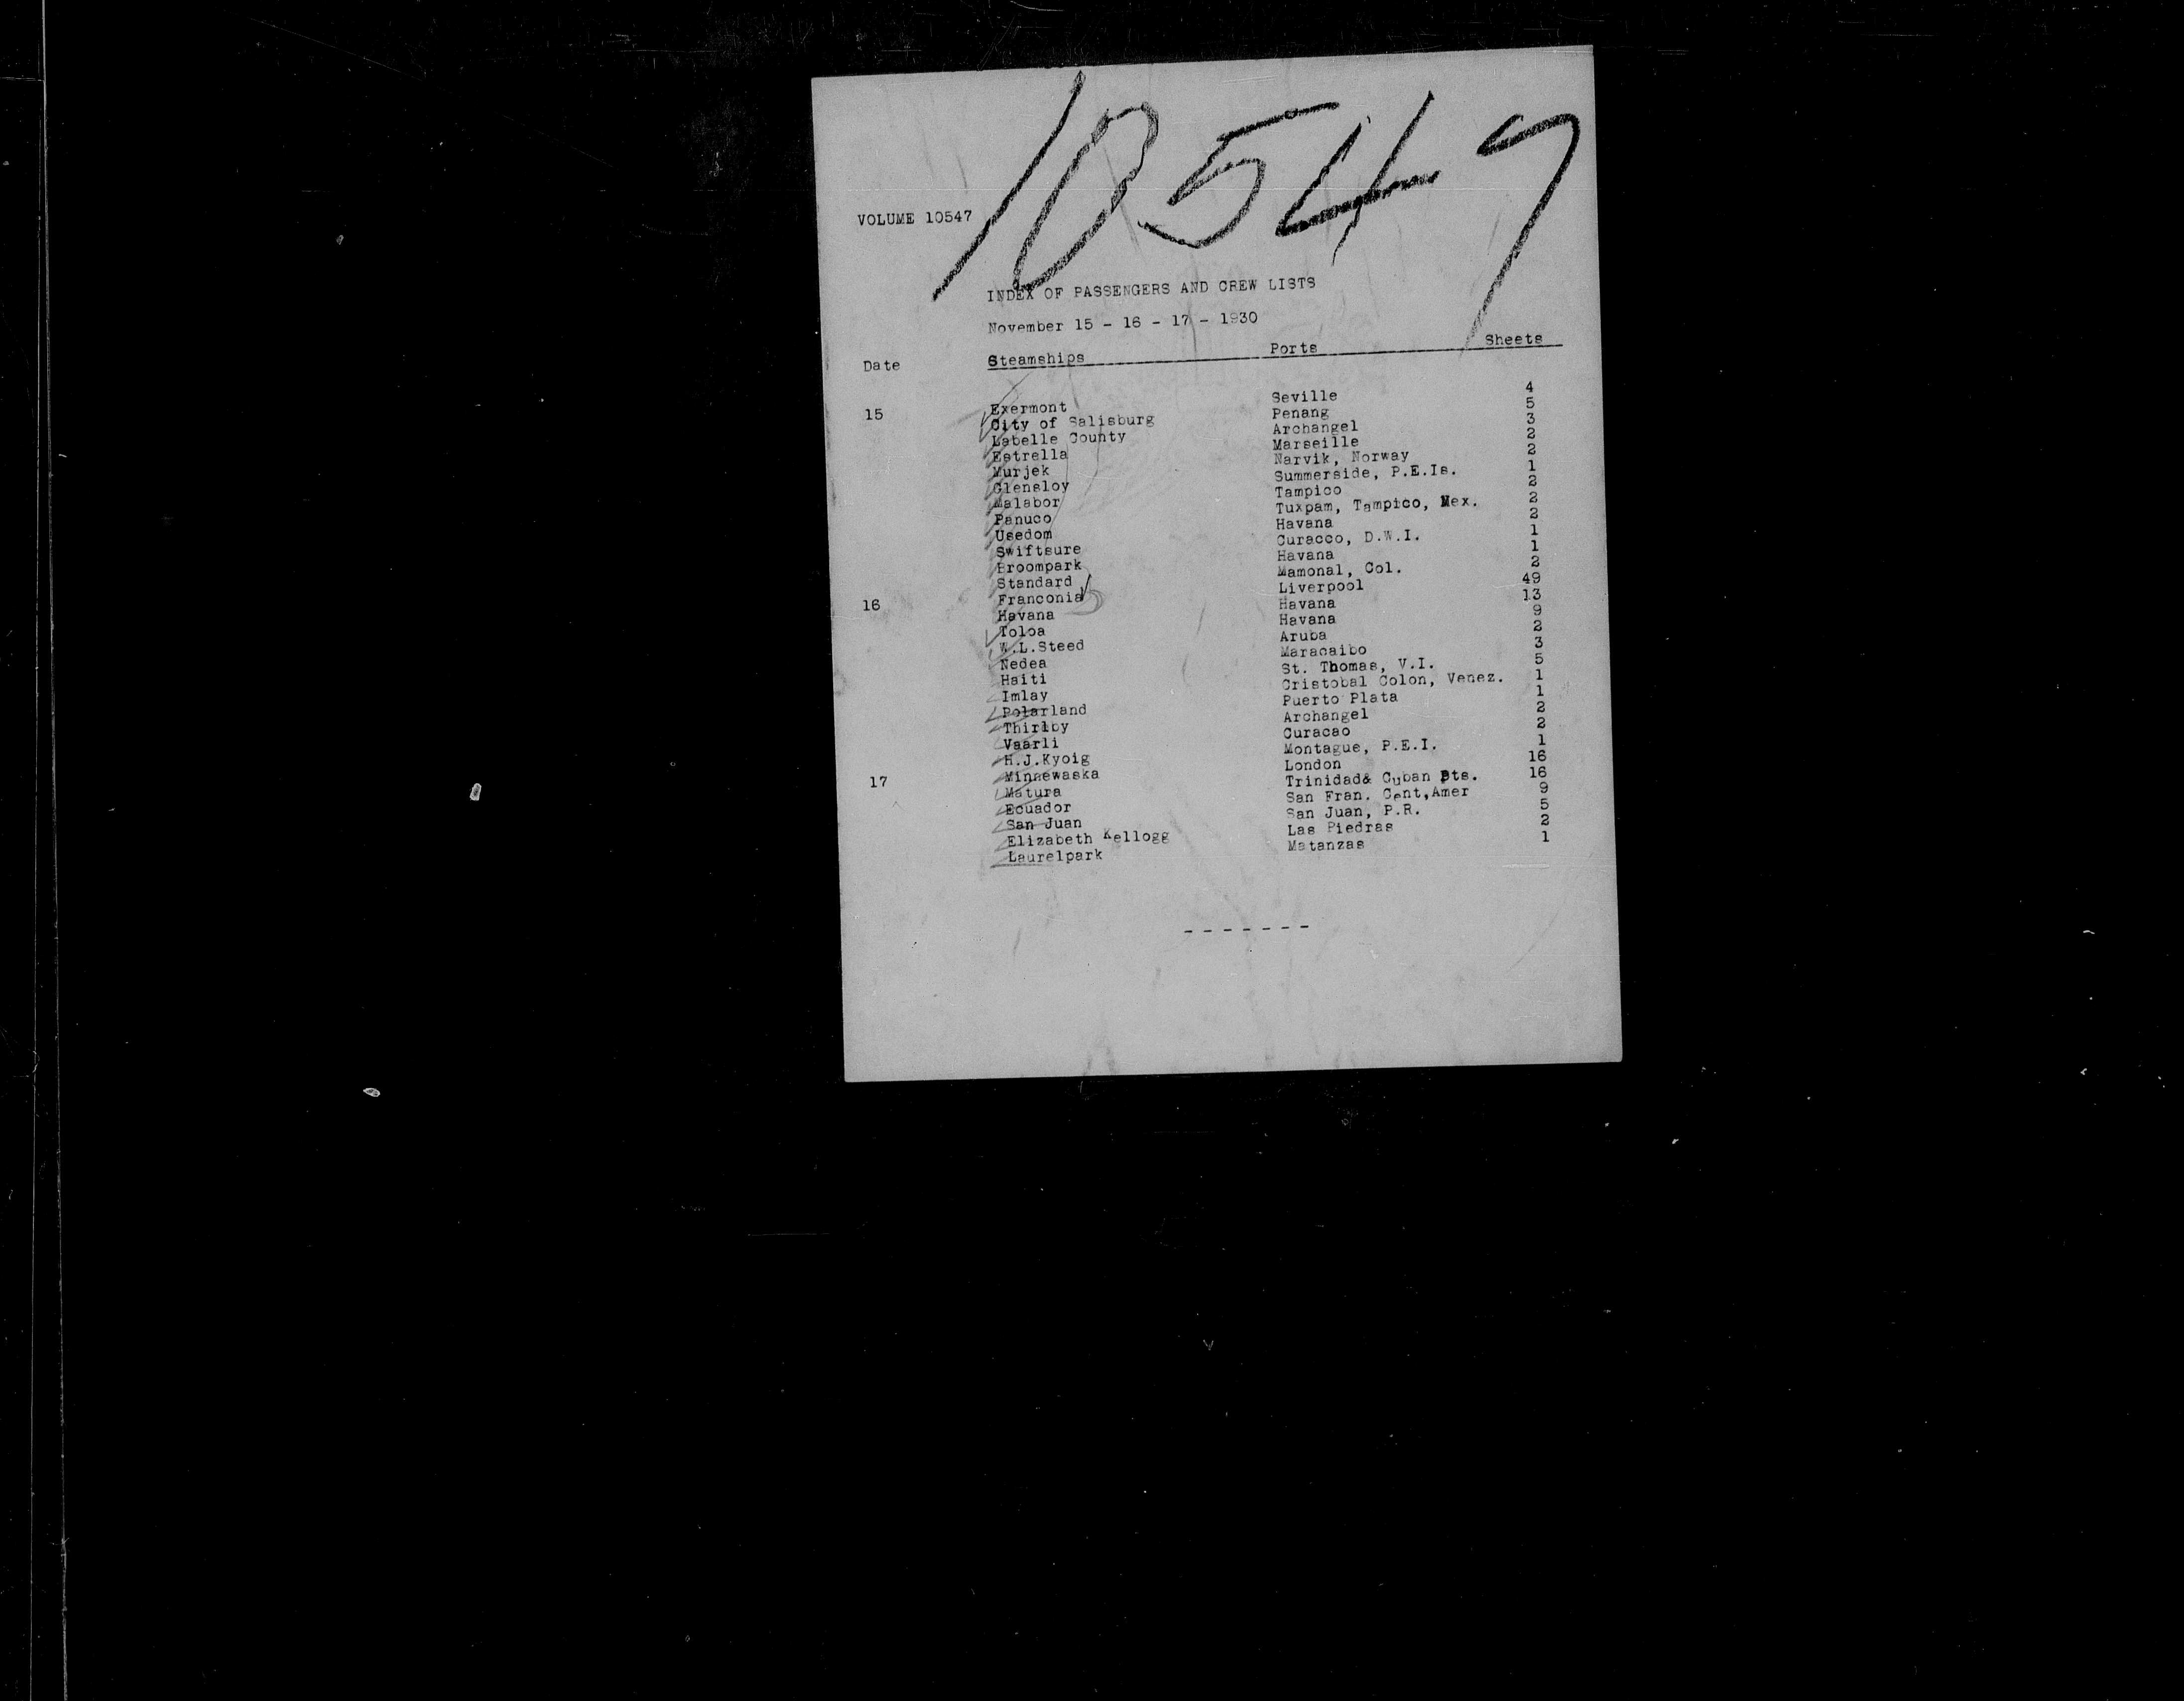 10547
VOLUME 10547
INDEX OF PASSENGERS AND CREW LISTS
November 15 - 16 - 17 - 1930
Date Steamships Ports Sheets
15 Exermont Seville 4
City of Salisburg Penang 5
Labelle County Archangel 3
Estrella Marseille 2
Murjek Narvik, Norway 2
Glensloy Summerside, P.E.Is. 1
Malabor Tampico 2
Panuco Tuxpam, Tampico, Mex. 2
Usedom Havana 2
Swiftsure Curacco, D.W.I. 1
Broompark Havana 1
Standard Mamonal, Col. 2
16 Franconia Liverpool 49
Havana Havana 13
Toloa Havana 9
W.L.Steed Aruba 2
Nedea Maracaibo 3
Haiti St. Thomas, V.I. 5
Imlay Cristobal Colon, Venez. 1
Polarland Puerto Plata 1
Thirlby Archangel 2
Vaarli Curacao 2
H.J.Kyoig Montague, P.E.I. 1
17 Minnewaska London 16
Matura Trinidad& Cuban Pts. 16
Ecuador San Fran. Cent,Amer 9
San Juan San Juan, P.R. 5
Elizabeth Kellogg Las Piedras 2
Laurelpark Matanzas 1
- - - - - - -